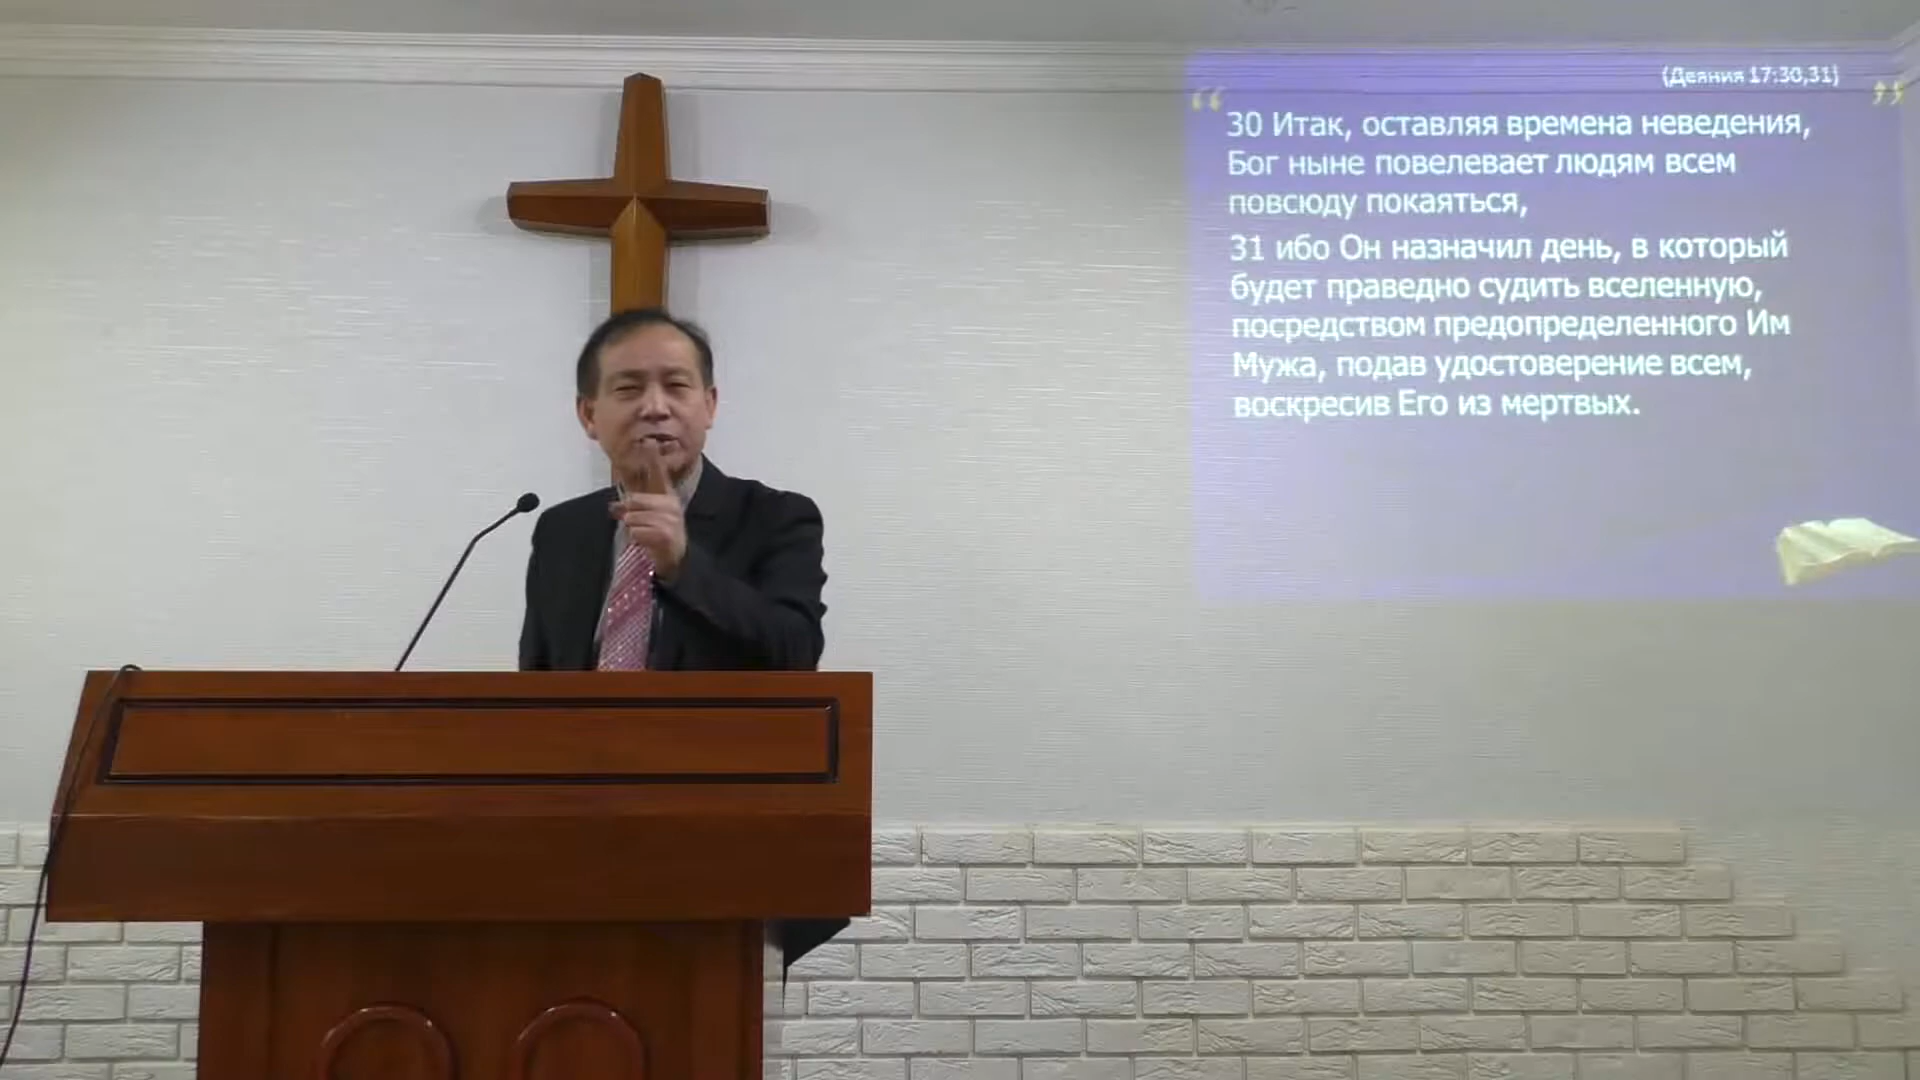 (Деяния 17:30,31)
30 Итак, оставляя времена неведения,
Бог ныне повелевает людям всем
повсюду покаяться,
31 ибо Он назначил день, в который
будет праведно судить вселенную,
посредством предопределенного Им
Мужа, подав удостоверение всем,
воскресив Его из мертвых.